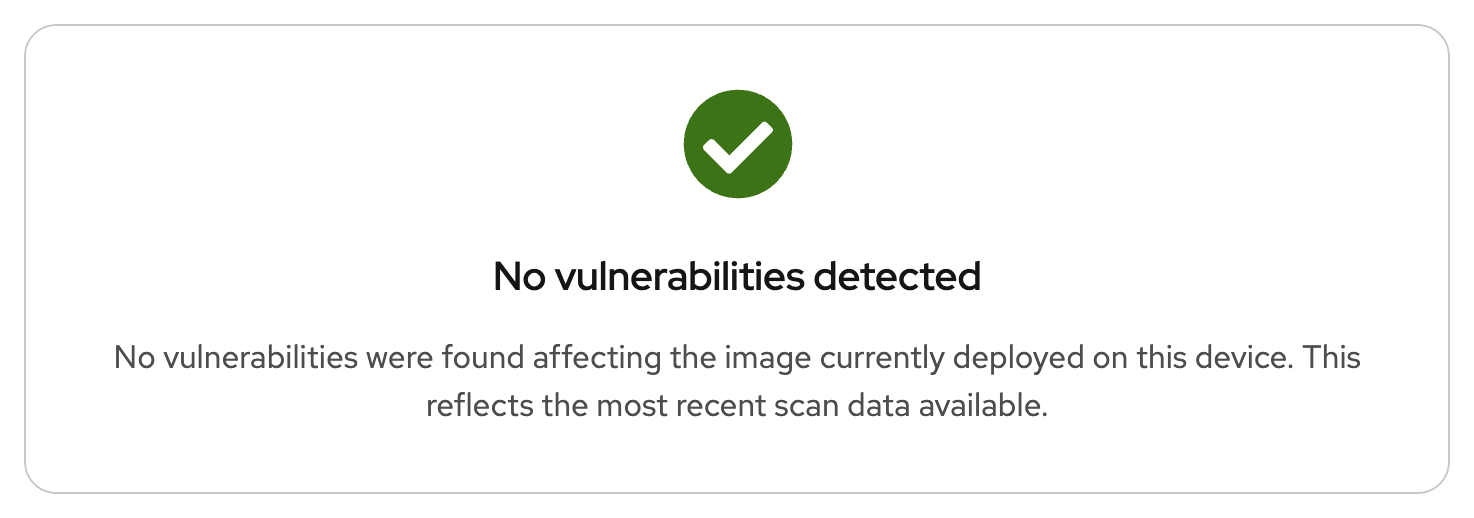 No vulnerabilities detected
No vulnerabilities were found affecting the image currently deployed on this device. This
reflects the most recent scan data available.